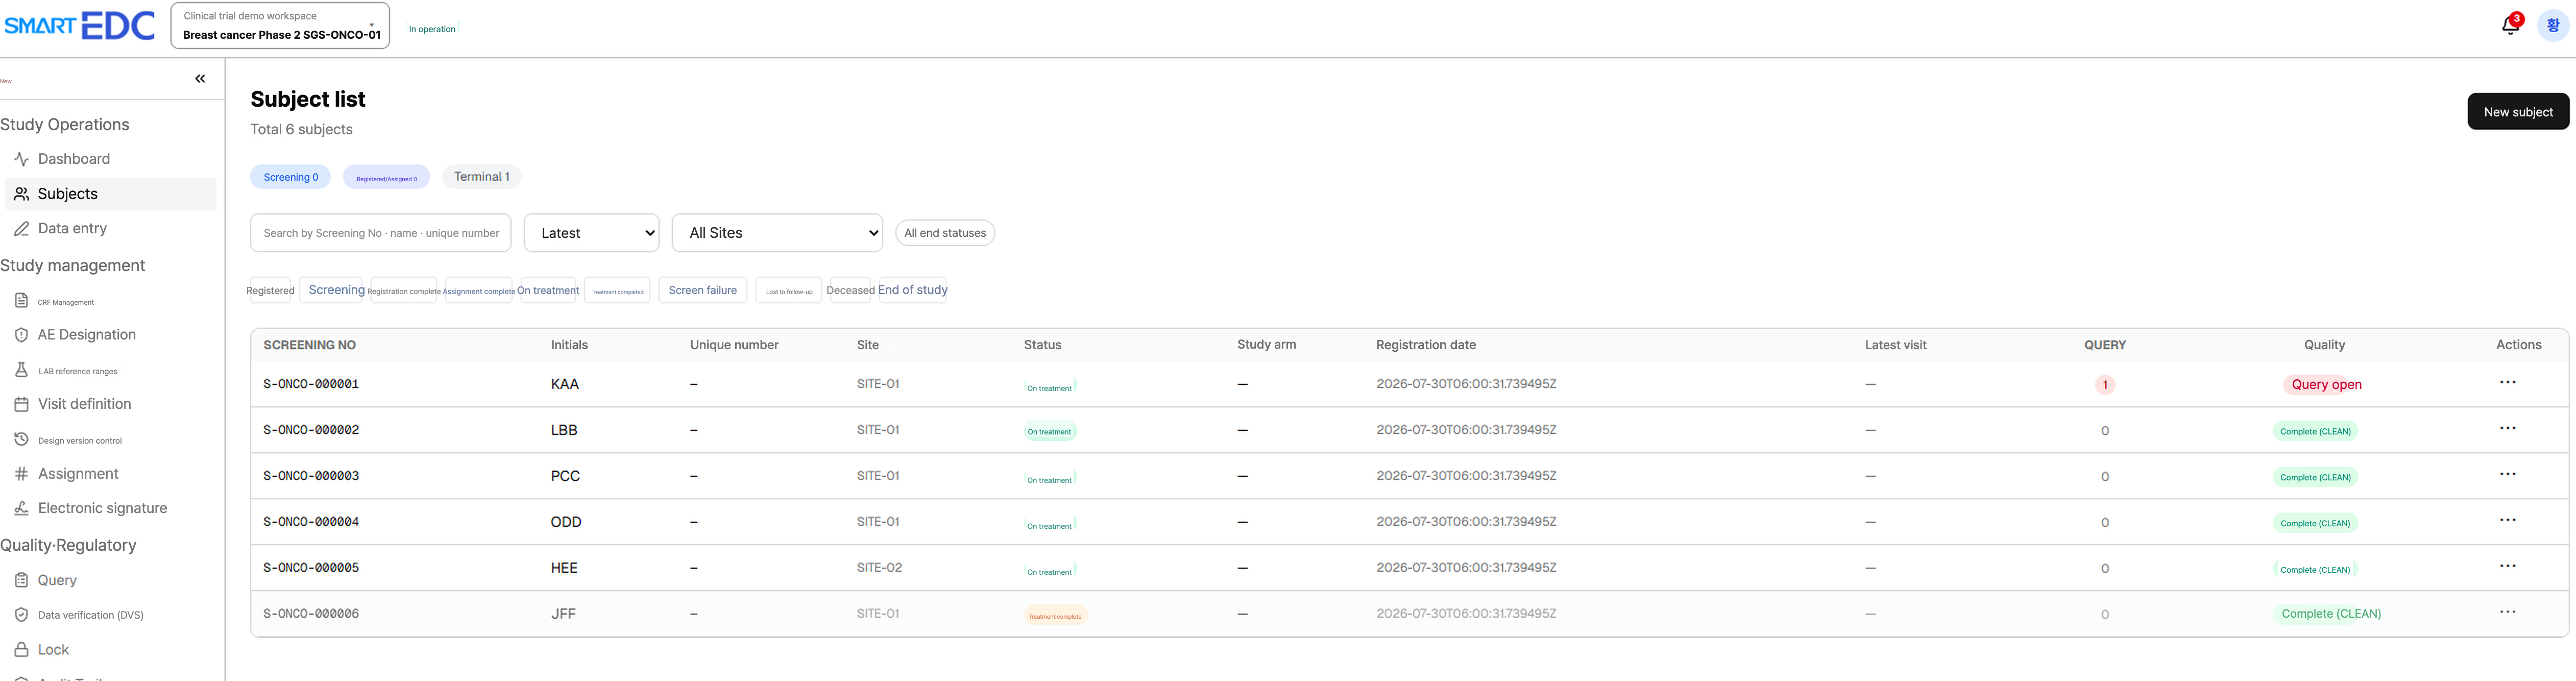 SMART EDC
Clinical trial demo workspace
Breast cancer Phase 2 SGS-ONCO-01
In operation
3
황
New
Study Operations
Dashboard
Subjects
Data entry
Study management
CRF Management
AE Designation
LAB reference ranges
Visit definition
Design version control
Assignment
Electronic signature
Quality·Regulatory
Query
Data verification (DVS)
Lock
Audit Trail
Subject list
Total 6 subjects
New subject
Screening 0 Registered/Assigned 0 Terminal 1
Search by Screening No · name · unique number Latest All Sites All end statuses
Registered Screening Registration complete Assignment complete On treatment Treatment completed Screen failure Lost to follow-up Deceased End of study
SCREENING NO Initials Unique number Site Status Study arm Registration date Latest visit QUERY Quality Actions
S-ONCO-000001 KAA – SITE-01 On treatment — 2026-07-30T06:00:31.739495Z — 1 Query open ···
S-ONCO-000002 LBB – SITE-01 On treatment — 2026-07-30T06:00:31.739495Z — 0 Complete (CLEAN) ···
S-ONCO-000003 PCC – SITE-01 On treatment — 2026-07-30T06:00:31.739495Z — 0 Complete (CLEAN) ···
S-ONCO-000004 ODD – SITE-01 On treatment — 2026-07-30T06:00:31.739495Z — 0 Complete (CLEAN) ···
S-ONCO-000005 HEE – SITE-02 On treatment — 2026-07-30T06:00:31.739495Z — 0 Complete (CLEAN) ···
S-ONCO-000006 JFF – SITE-01 Treatment complete — 2026-07-30T06:00:31.739495Z — 0 Complete (CLEAN) ···